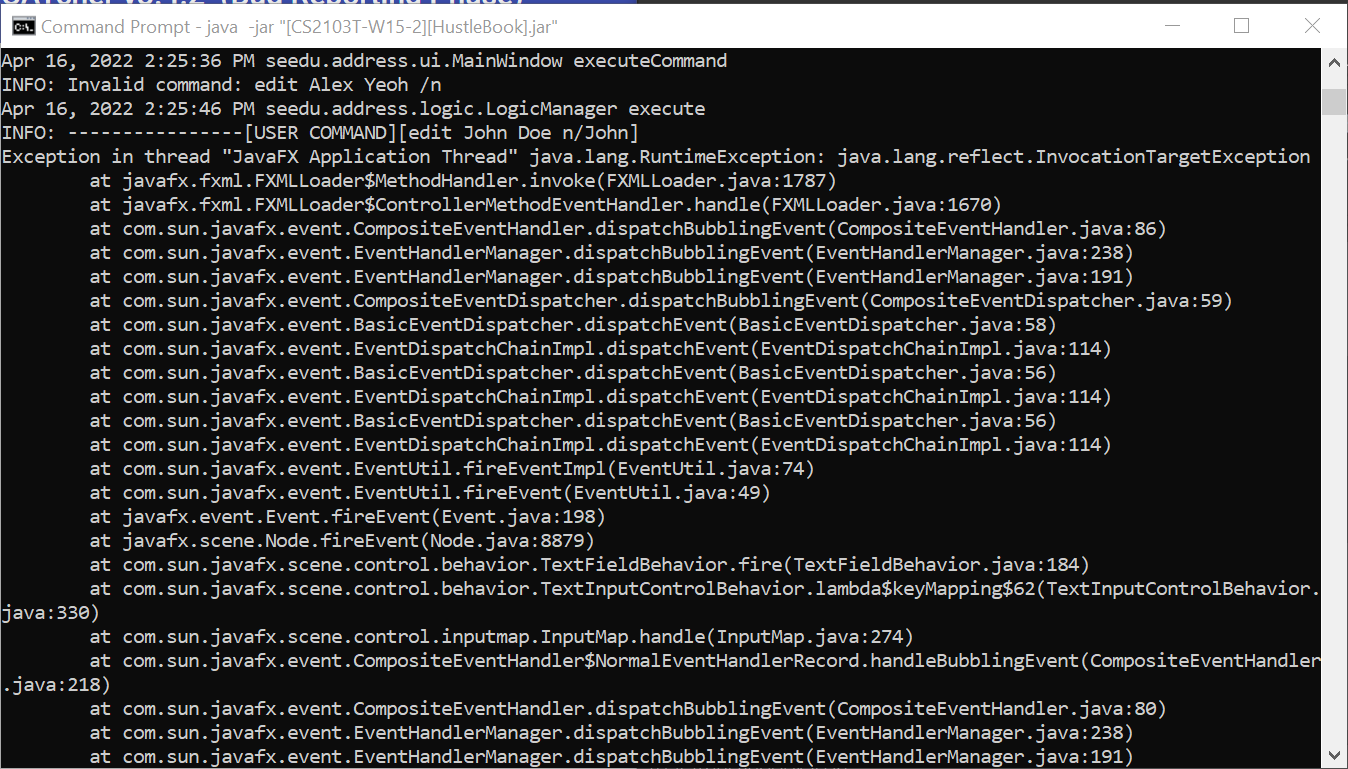 Command Prompt - java  -jar "[CS2103T-W15-2][HustleBook].jar"
Apr 16, 2022 2:25:36 PM seedu.address.ui.MainWindow executeCommand
INFO: Invalid command: edit Alex Yeoh /n
Apr 16, 2022 2:25:46 PM seedu.address.logic.LogicManager execute
INFO: ----------------[USER COMMAND][edit John Doe n/John]
Exception in thread "JavaFX Application Thread" java.lang.RuntimeException: java.lang.reflect.InvocationTargetException
        at javafx.fxml.FXMLLoader$MethodHandler.invoke(FXMLLoader.java:1787)
        at javafx.fxml.FXMLLoader$ControllerMethodEventHandler.handle(FXMLLoader.java:1670)
        at com.sun.javafx.event.CompositeEventHandler.dispatchBubblingEvent(CompositeEventHandler.java:86)
        at com.sun.javafx.event.EventHandlerManager.dispatchBubblingEvent(EventHandlerManager.java:238)
        at com.sun.javafx.event.EventHandlerManager.dispatchBubblingEvent(EventHandlerManager.java:191)
        at com.sun.javafx.event.CompositeEventDispatcher.dispatchBubblingEvent(CompositeEventDispatcher.java:59)
        at com.sun.javafx.event.BasicEventDispatcher.dispatchEvent(BasicEventDispatcher.java:58)
        at com.sun.javafx.event.EventDispatchChainImpl.dispatchEvent(EventDispatchChainImpl.java:114)
        at com.sun.javafx.event.BasicEventDispatcher.dispatchEvent(BasicEventDispatcher.java:56)
        at com.sun.javafx.event.EventDispatchChainImpl.dispatchEvent(EventDispatchChainImpl.java:114)
        at com.sun.javafx.event.BasicEventDispatcher.dispatchEvent(BasicEventDispatcher.java:56)
        at com.sun.javafx.event.EventDispatchChainImpl.dispatchEvent(EventDispatchChainImpl.java:114)
        at com.sun.javafx.event.EventUtil.fireEventImpl(EventUtil.java:74)
        at com.sun.javafx.event.EventUtil.fireEvent(EventUtil.java:49)
        at javafx.event.Event.fireEvent(Event.java:198)
        at javafx.scene.Node.fireEvent(Node.java:8879)
        at com.sun.javafx.scene.control.behavior.TextFieldBehavior.fire(TextFieldBehavior.java:184)
        at com.sun.javafx.scene.control.behavior.TextInputControlBehavior.lambda$keyMapping$62(TextInputControlBehavior.
java:330)
        at com.sun.javafx.scene.control.inputmap.InputMap.handle(InputMap.java:274)
        at com.sun.javafx.event.CompositeEventHandler$NormalEventHandlerRecord.handleBubblingEvent(CompositeEventHandler
.java:218)
        at com.sun.javafx.event.CompositeEventHandler.dispatchBubblingEvent(CompositeEventHandler.java:80)
        at com.sun.javafx.event.EventHandlerManager.dispatchBubblingEvent(EventHandlerManager.java:238)
        at com.sun.javafx.event.EventHandlerManager.dispatchBubblingEvent(EventHandlerManager.java:191)